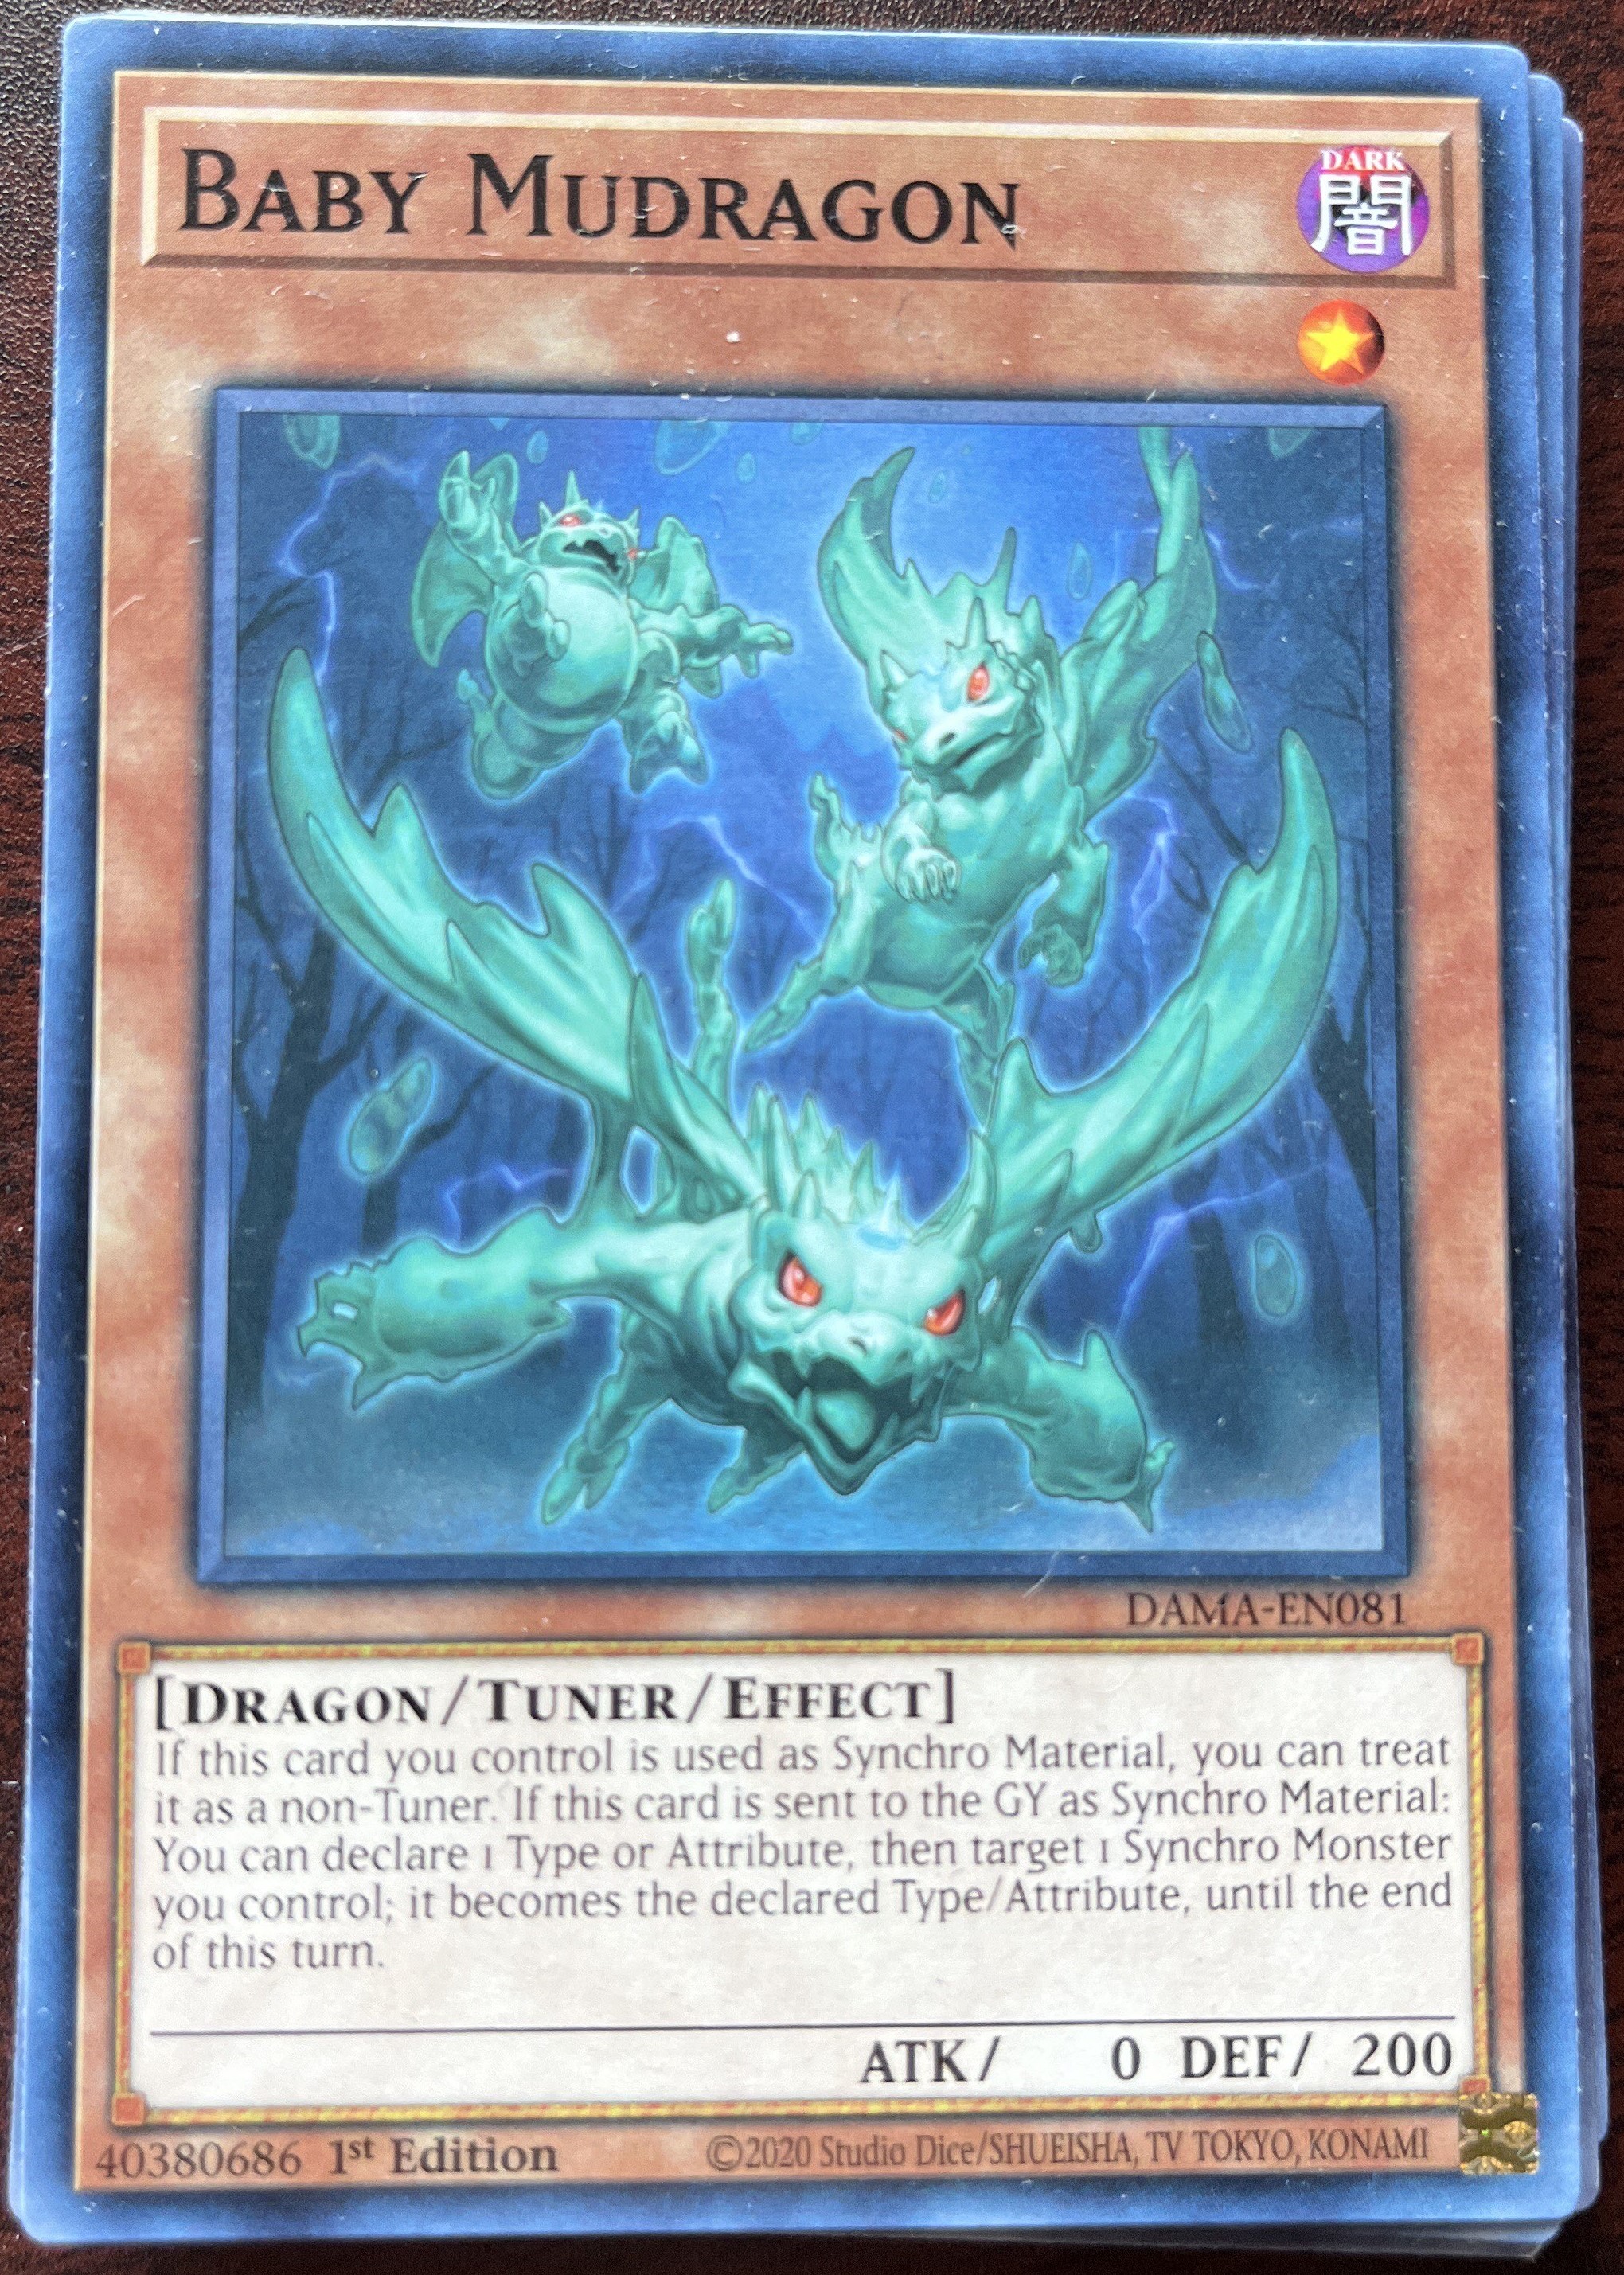 BABY MUDRAGON
DARK
闇
DAMA-EN081
[DRAGON/TUNER/EFFECT]
If this card you control is used as Synchro Material, you can treat
it as a non-Tuner. If this card is sent to the GY as Synchro Material:
You can declare 1 Type or Attribute, then target 1 Synchro Monster
you control; it becomes the declared Type/Attribute, until the end
of this turn.
ATK/ 0 DEF/ 200
40380686 1st Edition ©2020 Studio Dice/SHUEISHA, TV TOKYO, KONAMI